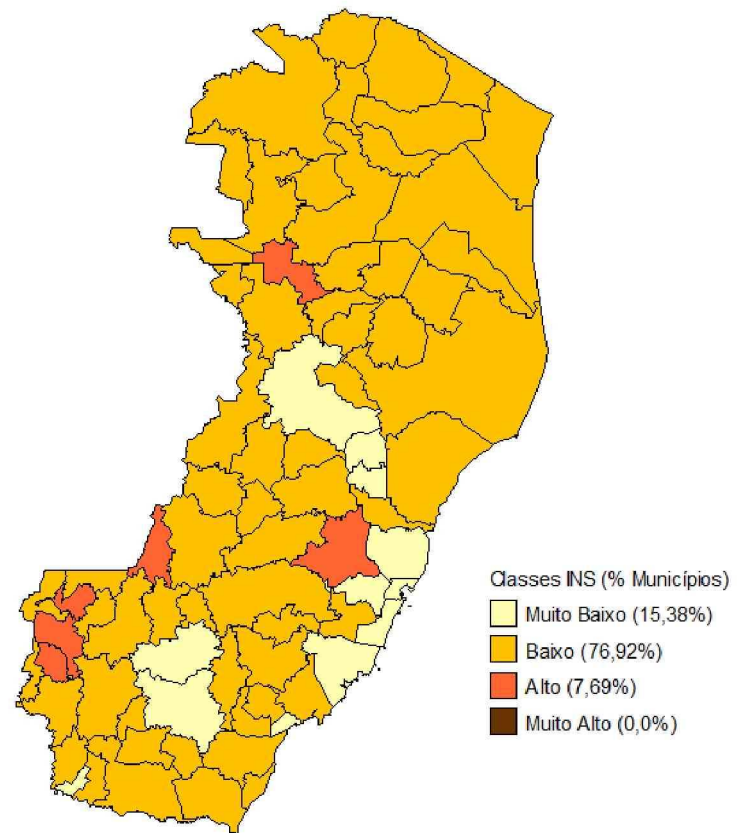 Classes INS (% Municípios)
Muito Baixo (15,38%)
Baixo (76,92%)
Alto (7,69%)
Muito Alto (0,0%)